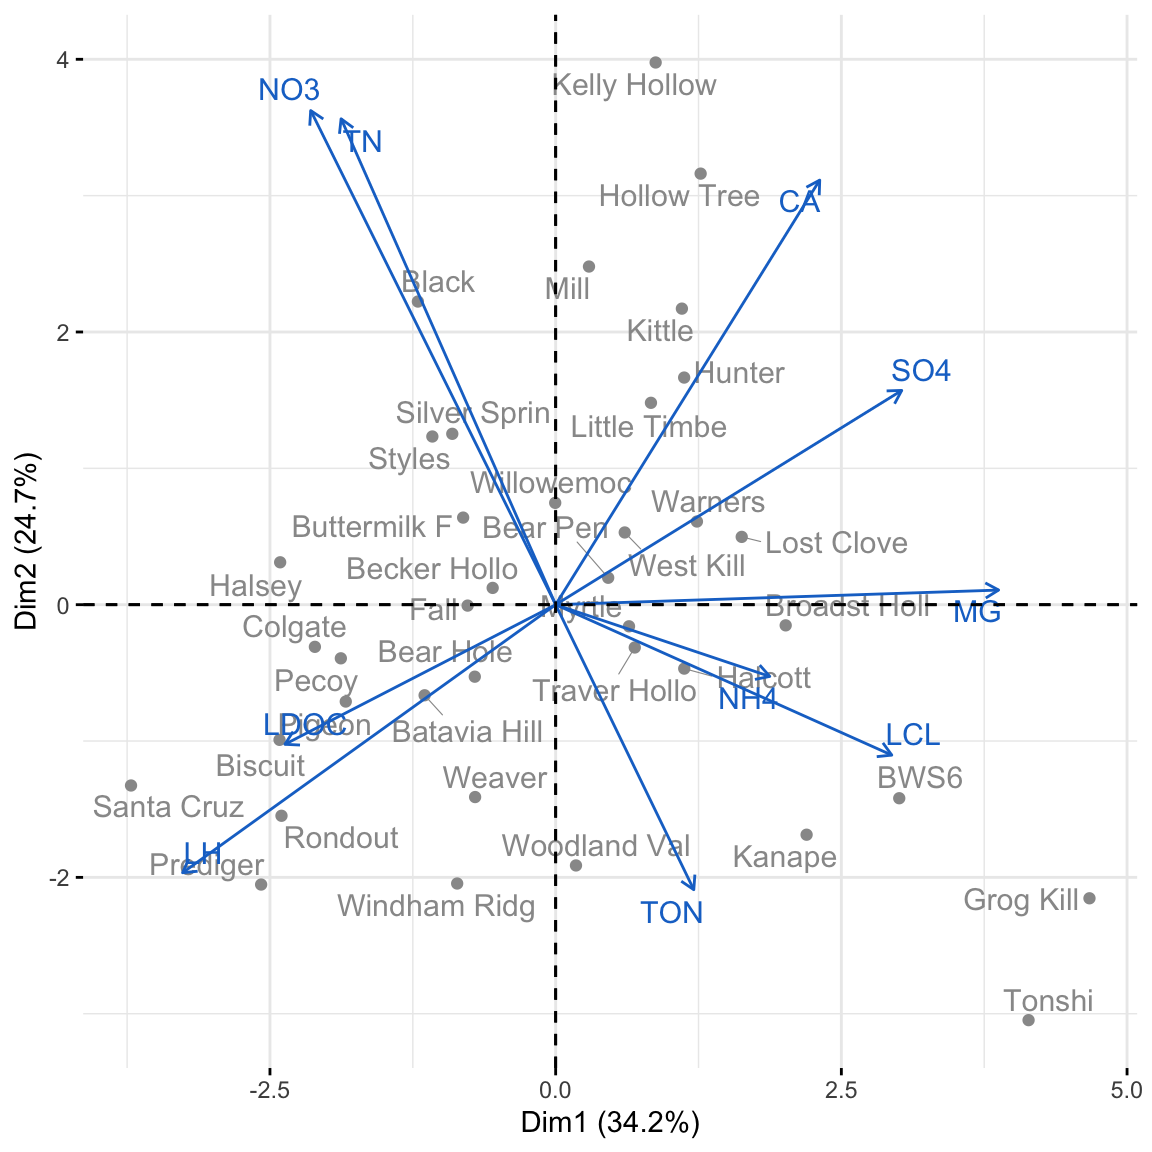 4
2
0
-2
Dim2 (24.7%)
Kelly Hollow
NO3
TN
Hollow Tree
CA
Black
Mill
Kittle
SO4
Hunter
Silver Sprin
Little Timbe
Styles
Willowemoc
Warners
Buttermilk F
Bear Pen
Lost Clove
West Kill
Becker Hollo
Halsey
Fall
Myrtle
Broadst Holl
MG
Colgate
Bear Hole
Pecoy
Traver Hollo
Halcott
NH4
LDOC
Pigeon
Batavia Hill
LCL
Biscuit
Weaver
BWS6
Santa Cruz
Rondout
Woodland Val
Kanape
LH
Prediger
Windham Ridg
TON
Grog Kill
Tonshi
-2.5
0.0
2.5
5.0
Dim1 (34.2%)